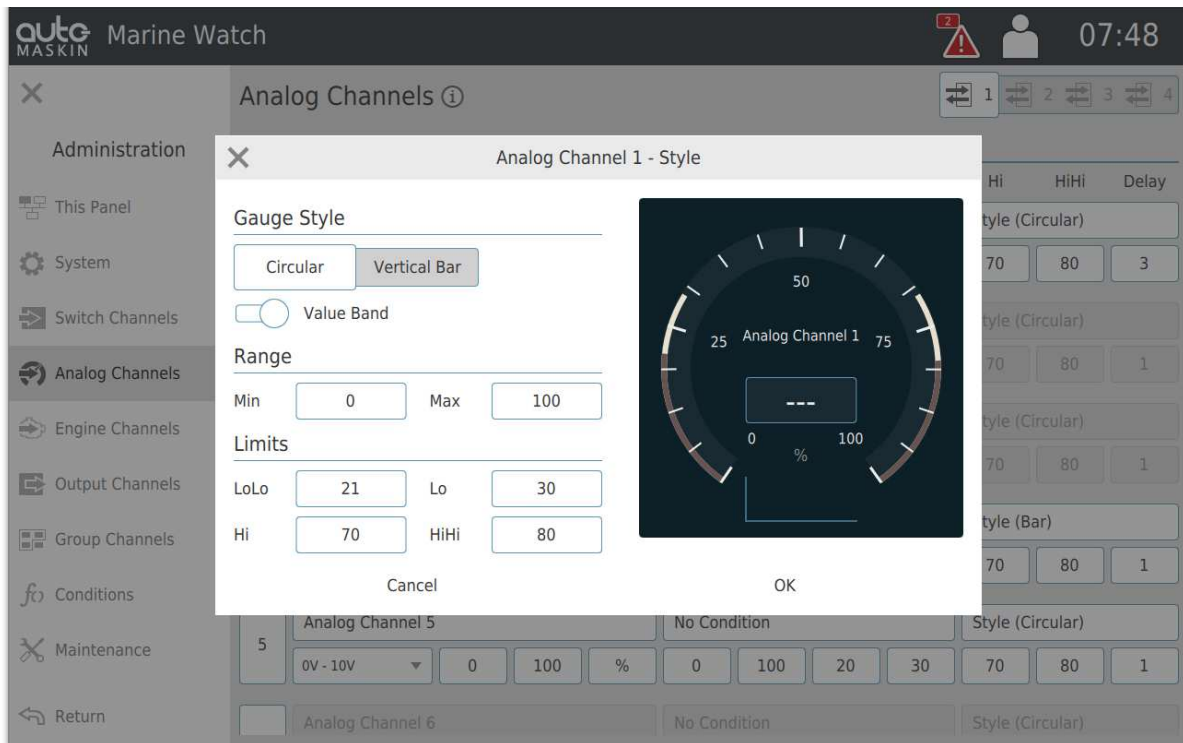 auto MASKIN Marine Watch 2 07:48
Analog Channels i 1 2 3 4
Administration
This Panel
System
Switch Channels
Analog Channels
Engine Channels
Output Channels
Group Channels
f() Conditions
Maintenance
Return
Analog Channel 1 - Style
Gauge Style
Circular Vertical Bar
Value Band
Range
Min 0 Max 100
Limits
LoLo 21 Lo 30
Hi 70 HiHi 80
Cancel OK
50
25 Analog Channel 1 75
---
0 100
%
Hi HiHi Delay
tyle (Circular)
70 80 3
tyle (Circular)
70 80 1
tyle (Circular)
70 80 1
tyle (Bar)
70 80 1
5 Analog Channel 5 No Condition Style (Circular)
0V - 10V 0 100 % 0 100 20 30 70 80 1
Analog Channel 6 No Condition Style (Circular)